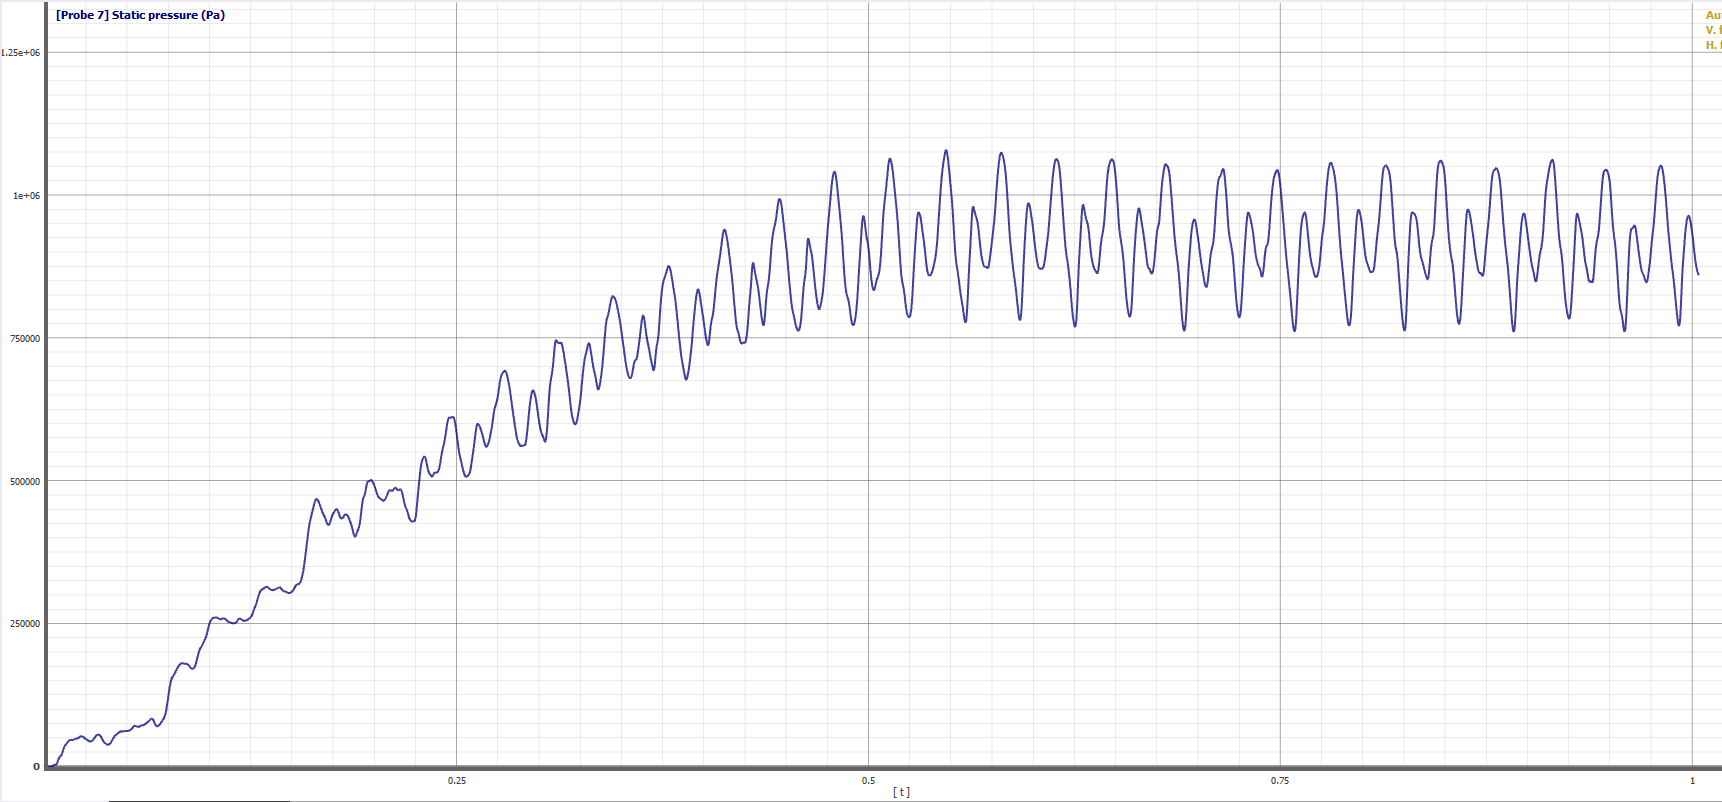 [Probe 7] Static pressure (Pa)
Au
V. f
H. f
1.25e+06
1e+06
750000
500000
250000
0
0.25
0.5
0.75
1
[t]